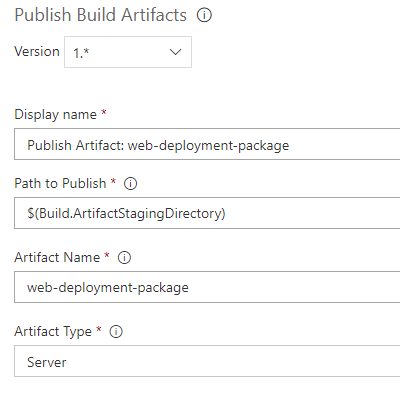 Publish Build Artifacts
Version 1.*
Display name *
Publish Artifact: web-deployment-package
Path to Publish *
$(Build.ArtifactStagingDirectory)
Artifact Name *
web-deployment-package
Artifact Type *
Server